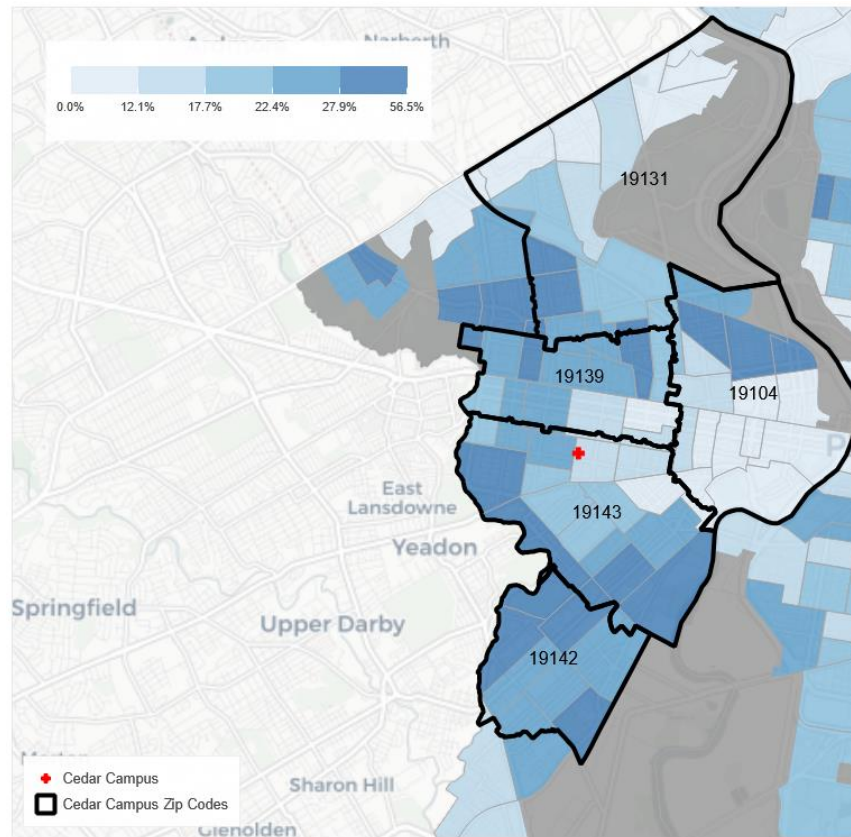 Narberth
0.0% 12.1% 17.7% 22.4% 27.9% 56.5%
19131
19139
19104
P
East
Lansdowne
19143
Yeadon
Springfield
Upper Darby
19142
Cedar Campus
Sharon Hill
Cedar Campus Zip Codes
Glenolden